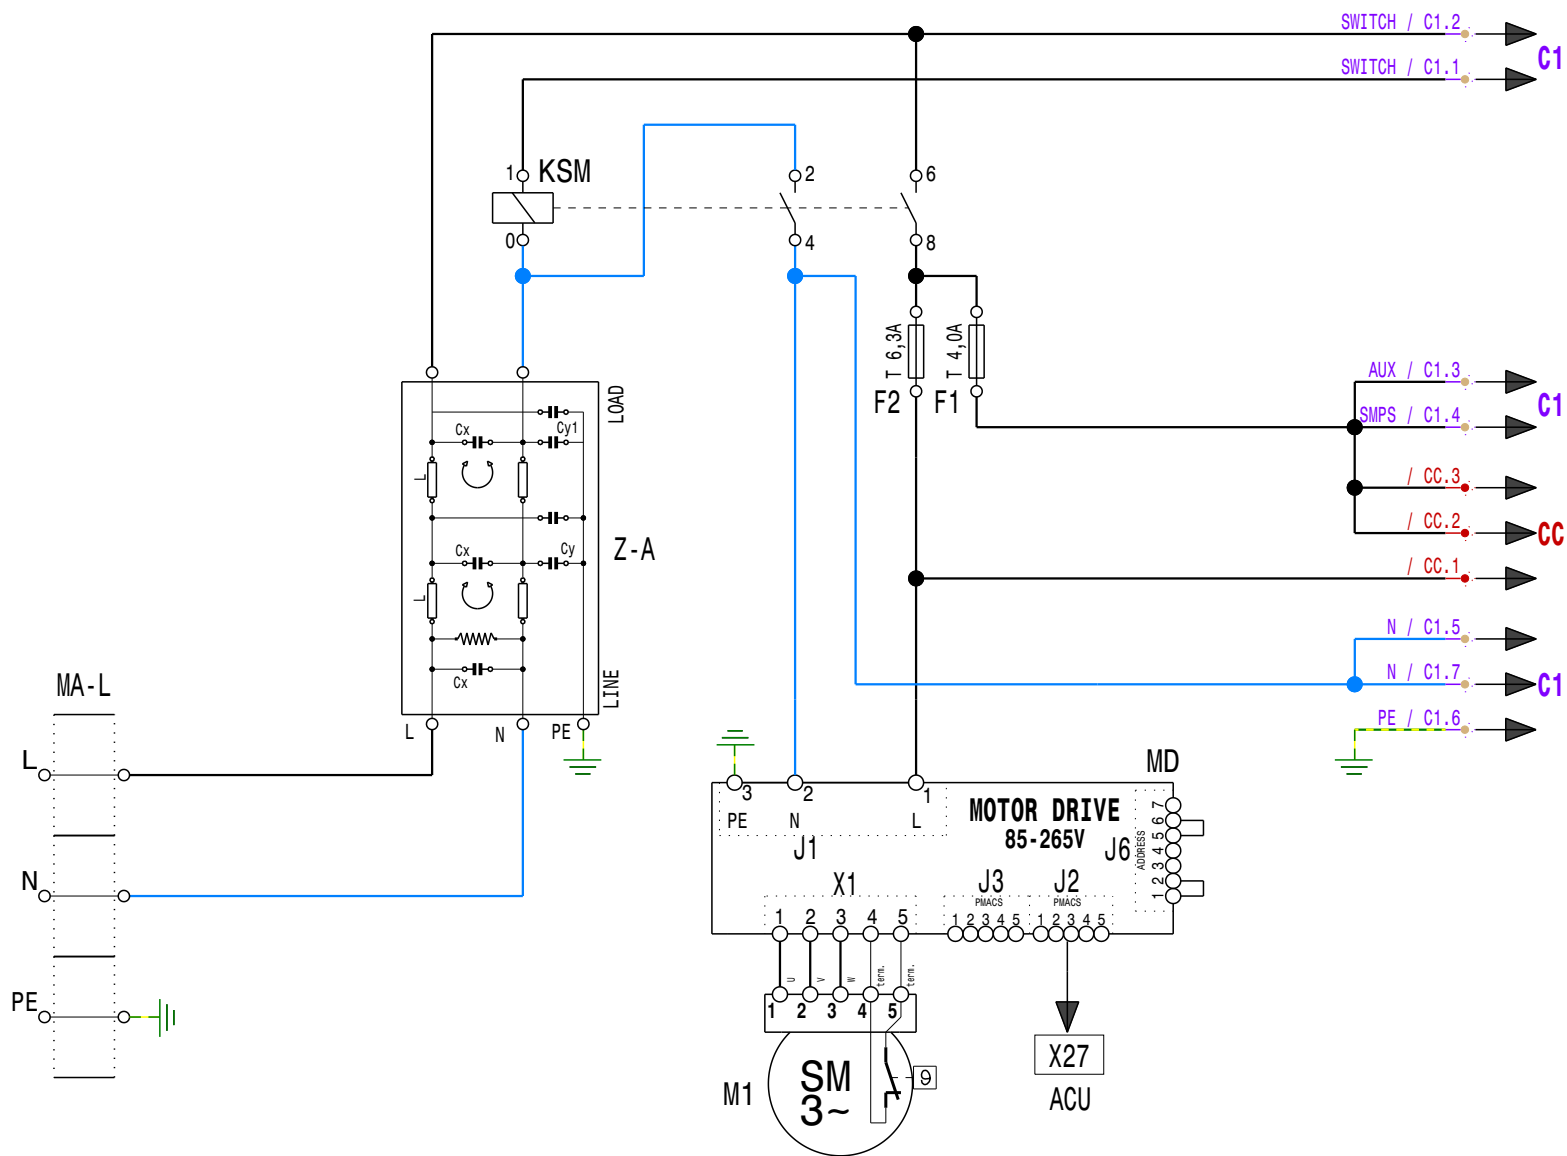 SWITCH / C1.2
C1
SWITCH / C1.1
1 KSM 2 6
0 4 8
T 6,3A T 4,0A
F2 F1
AUX / C1.3
C1
SMPS / C1.4
/ CC.3
/ CC.2 CC
/ CC.1
N / C1.5
N / C1.7 C1
PE / C1.6
LOAD
Cx Cy1
L
Cx Cy
Z-A
L
Cx
LINE
L N PE
MA-L
L
N
PE
MD
3 2 1
PE N L
J1
MOTOR DRIVE
85-265V
J6
ADDRESS
7
6
5
4
3
2
1
X1 J3 J2
PMACS PMACS
1 2 3 4 5 1 2 3 4 5 1 2 3 4 5
U V W term. term.
1 2 3 4 5
SM
3~
M1
9
X27
ACU